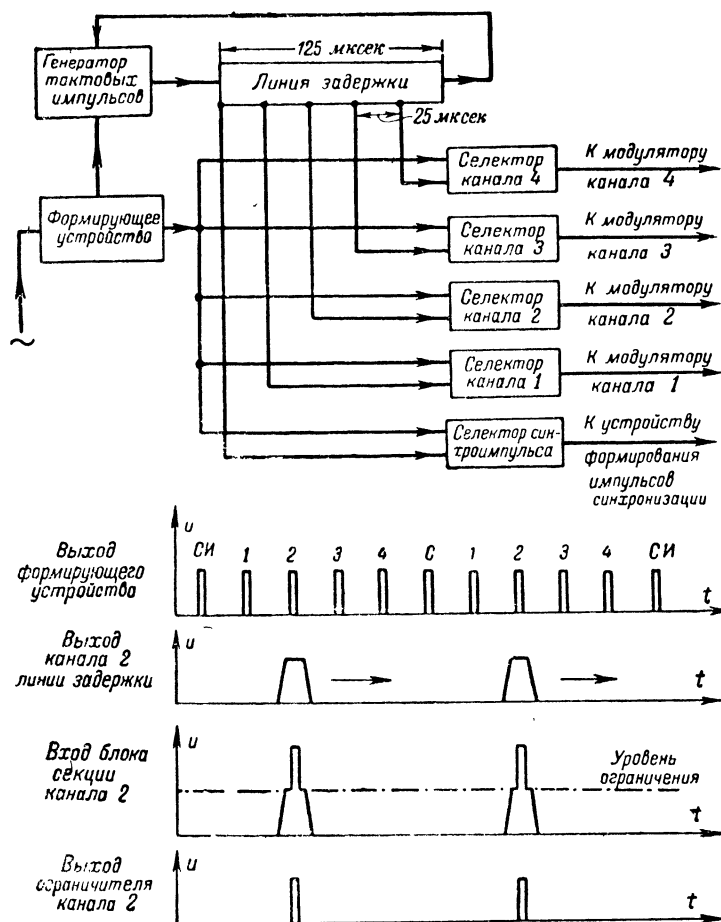 Генератор
тактовых
импульсов
125 мксек
Линия задержки
25 мксек
Формирующее
устройство
~
Селектор
канала 4
К модулятору
канала 4
Селектор
канала 3
К модулятору
канала 3
Селектор
канала 2
К модулятору
канала 2
Селектор
канала 1
К модулятору
канала 1
Селектор син-
хроимпульса
К устройству
формирования
импульсов
синхронизации
Выход
формирующего
устройства
u
СИ 1 2 3 4 С 1 2 3 4 СИ
t
Выход
канала 2
линии задержки
u
t
Вход блока
секции
канала 2
u
Уровень
ограничения
t
Выход
ограничителя
канала 2
u